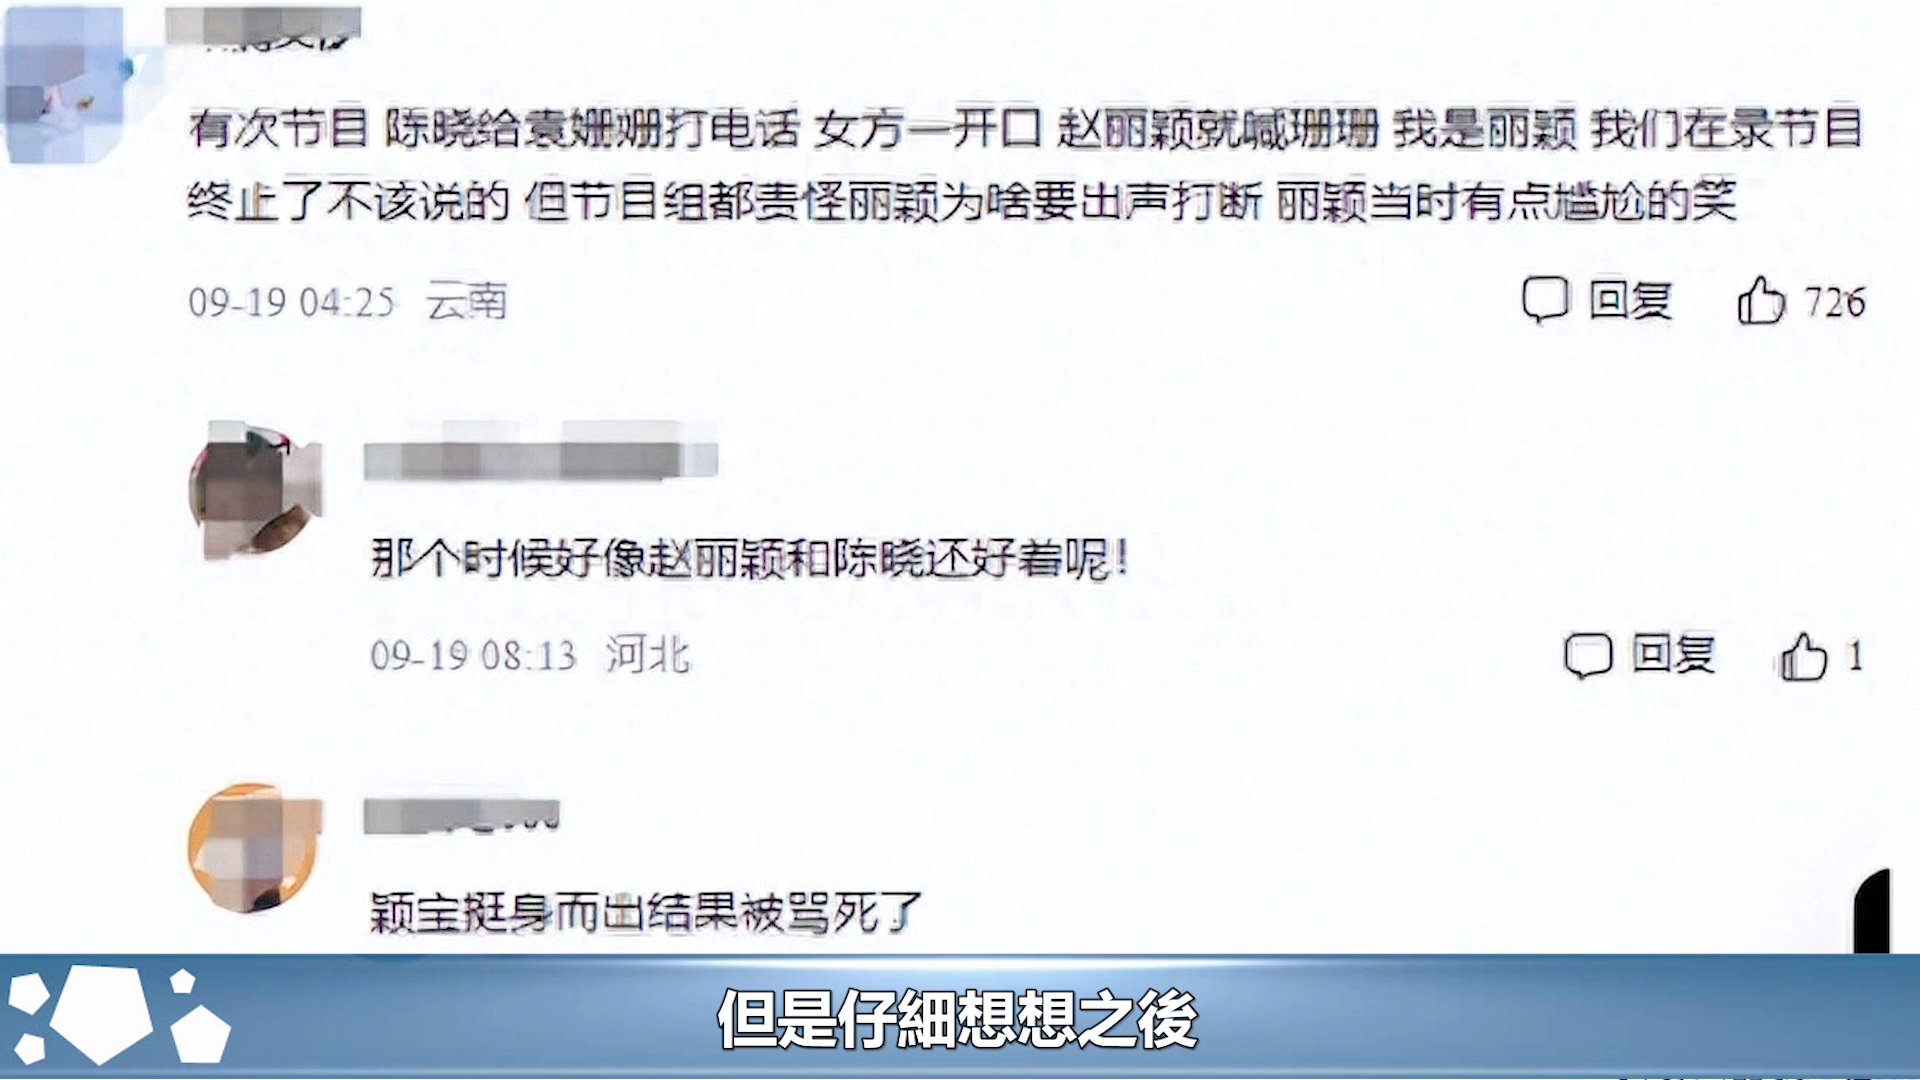 有次节目 陈晓给袁姗姗打电话 女方一开口 赵丽颖就喊珊珊 我是丽颖 我们在录节目
终止了不该说的 但节目组都责怪丽颖为啥要出声打断 丽颖当时有点尴尬的笑
09-19 04:25 云南 回复 726
那个时候好像赵丽颖和陈晓还好着呢！
09-19 08:13 河北 回复 1
颖宝挺身而出结果被骂死了
但是仔細想想之後